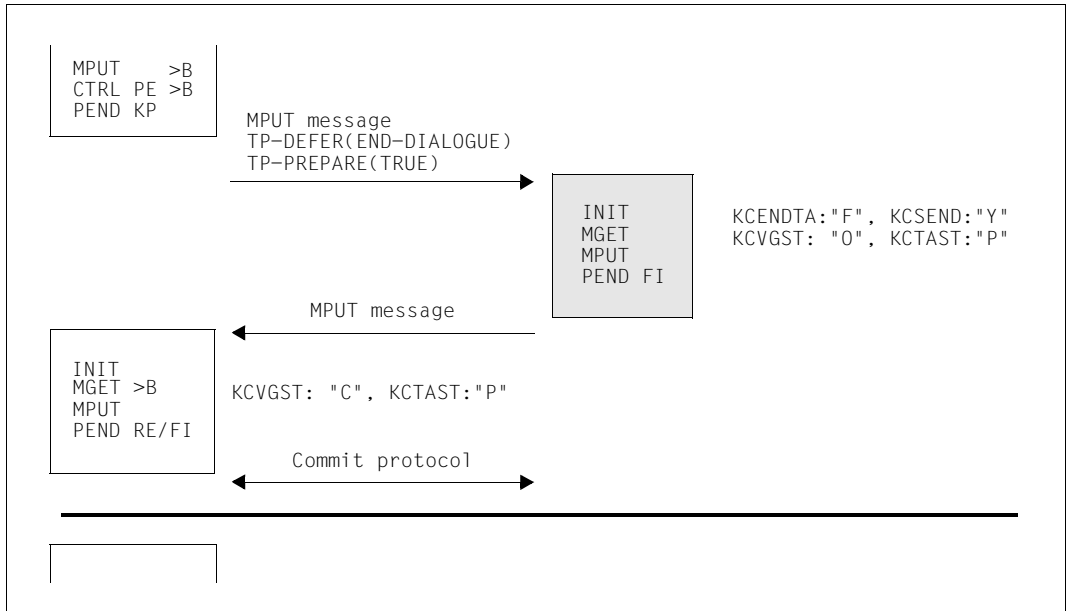 MPUT >B
CTRL PE >B
PEND KP
MPUT message
TP-DEFER(END-DIALOGUE)
TP-PREPARE(TRUE)
INIT
MGET
MPUT
PEND FI
KCENDTA:"F", KCSEND:"Y"
KCVGST: "O", KCTAST:"P"
MPUT message
INIT
MGET >B
MPUT
PEND RE/FI
KCVGST: "C", KCTAST:"P"
Commit protocol